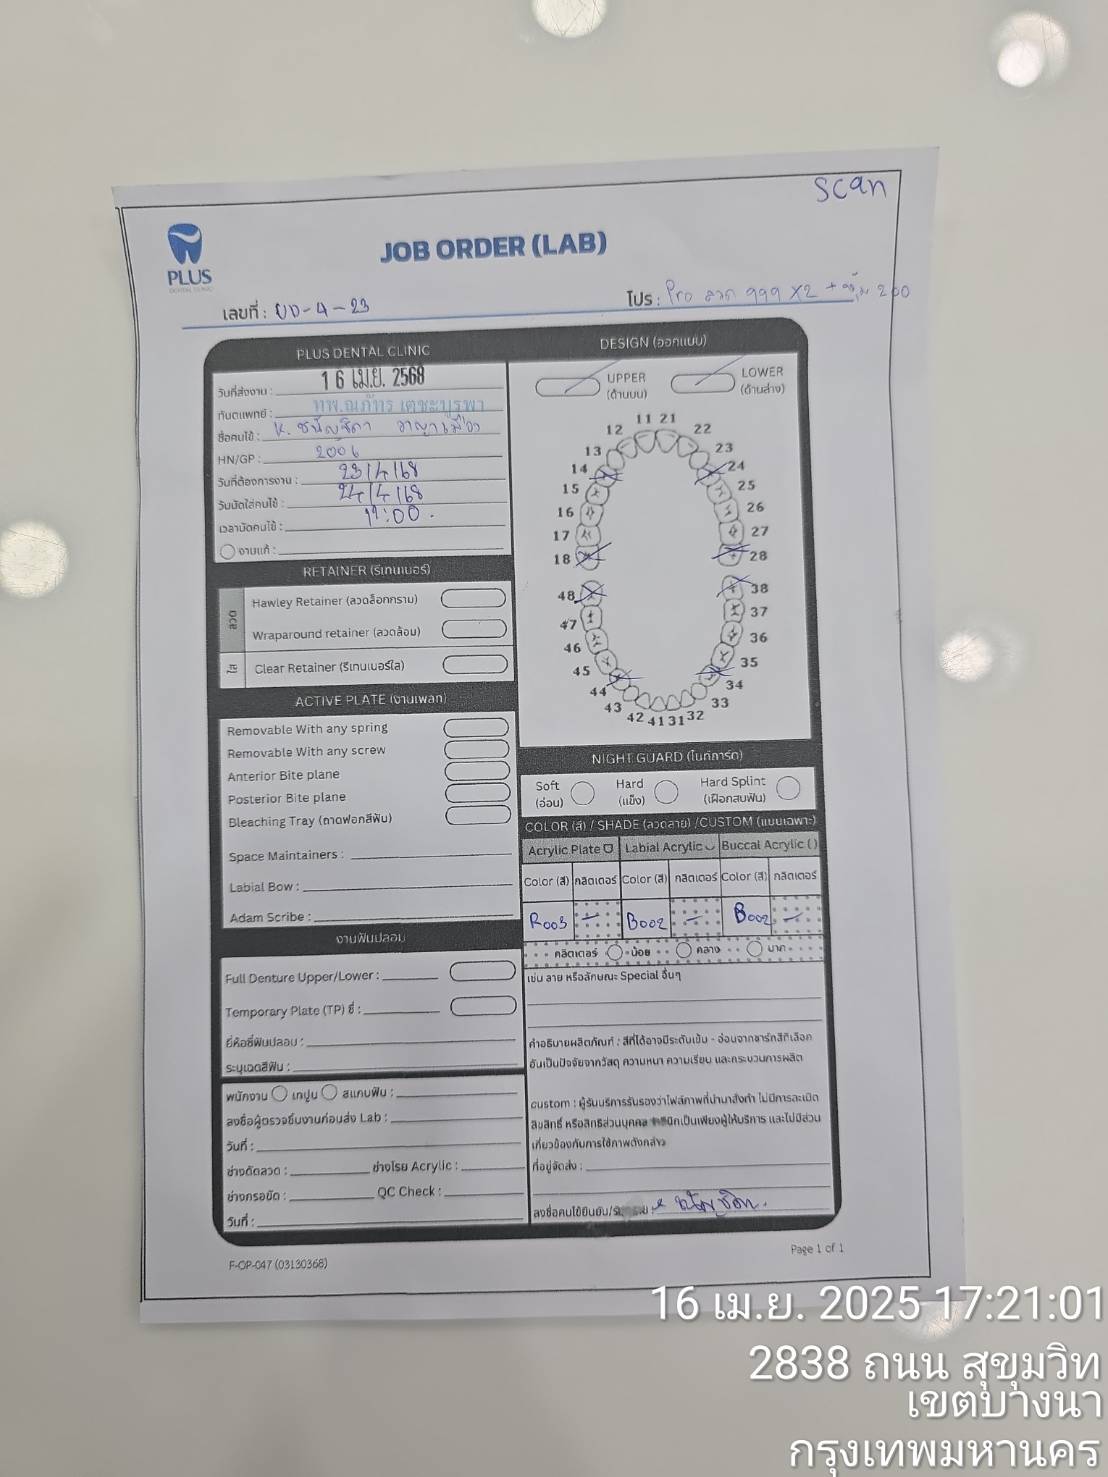 scan
PLUS
JOB ORDER (LAB)
เลขที่ : UD-4-23
โปร : Pro ลวด 999 x2 + 200
PLUS DENTAL CLINIC
วันที่ส่งงาน : 16 เม.ย. 2568
ทันตแพทย์ : ทพ.ณภัทร เตชะบูรพา
ชื่อคนไข้ : K.
HN/GP : 2006
วันที่ต้องการงาน : 23/4/68
วันนัดใส่คนไข้ : 24/4/68
เวลานัดคนไข้ :
งานแก้ :
RETAINER (รีเทนเนอร์)
ลวด
Hawley Retainer (ลวดล็อกกราม)
Wraparound retainer (ลวดล้อม)
ใส
Clear Retainer (รีเทนเนอร์ใส)
ACTIVE PLATE (งานเพลท)
Removable With any spring
Removable With any screw
Anterior Bite plane
Posterior Bite plane
Bleaching Tray (ถาดฟอกสีฟัน)
Space Maintainers :
Labial Bow :
Adam Scribe :
งานฟันปลอม
Full Denture Upper/Lower :
Temporary Plate (TP) ซี่ :
ยี่ห้อซี่ฟันปลอม :
ระบุเฉดสีฟัน :
พิมพ์งาน เทปูน สแกนฟัน :
ลงชื่อผู้ตรวจชิ้นงานก่อนส่ง Lab :
วันที่ :
ช่างดัดลวด : ช่างโรย Acrylic :
ช่างกรอขัด : QC Check :
วันที่ :
DESIGN (ออกแบบ)
UPPER (ด้านบน)
LOWER (ด้านล่าง)
11 21
12 22
13 23
14 24
15 25
16 26
17 27
18 28
48 38
47 37
46 36
45 35
44 34
43 33
42 41 31 32
NIGHT GUARD (ไนท์การ์ด)
Soft (อ่อน)
Hard (แข็ง)
Hard Splint (เฝือกสบฟัน)
COLOR (สี) / SHADE (ลวดลาย) /CUSTOM (แบบเฉพาะ)
Acrylic Plate Labial Acrylic Buccal Acrylic ( )
Color (สี) กลิตเตอร์ Color (สี) กลิตเตอร์ Color (สี) กลิตเตอร์
R003 - B002 - B002 -
กลิตเตอร์ น้อย กลาง มาก
เช่น ลาย หรือลักษณะ Special อื่นๆ
คำอธิบายผลิตภัณฑ์ : สีที่ได้อาจมีระดับเข้ม - อ่อนจากชาร์ทสีที่เลือก
อันเป็นปัจจัยจากวัสดุ ความหนา ความเรียบ และกระบวนการผลิต
custom : ผู้รับบริการรับรองว่าไฟล์ภาพที่นำมาสั่งทำ ไม่มีการละเมิด
ลิขสิทธิ์ หรือสิทธิส่วนบุคคล คลินิกเป็นเพียงผู้ให้บริการ และไม่มีส่วน
เกี่ยวข้องกับการใช้ภาพดังกล่าว
ที่อยู่จัดส่ง :
F-OP-047 (03130368)
Page 1 of 1
16 เม.ย. 2025 17:21:01
2838 ถนน สุขุมวิท
เขตบางนา
กรุงเทพมหานคร